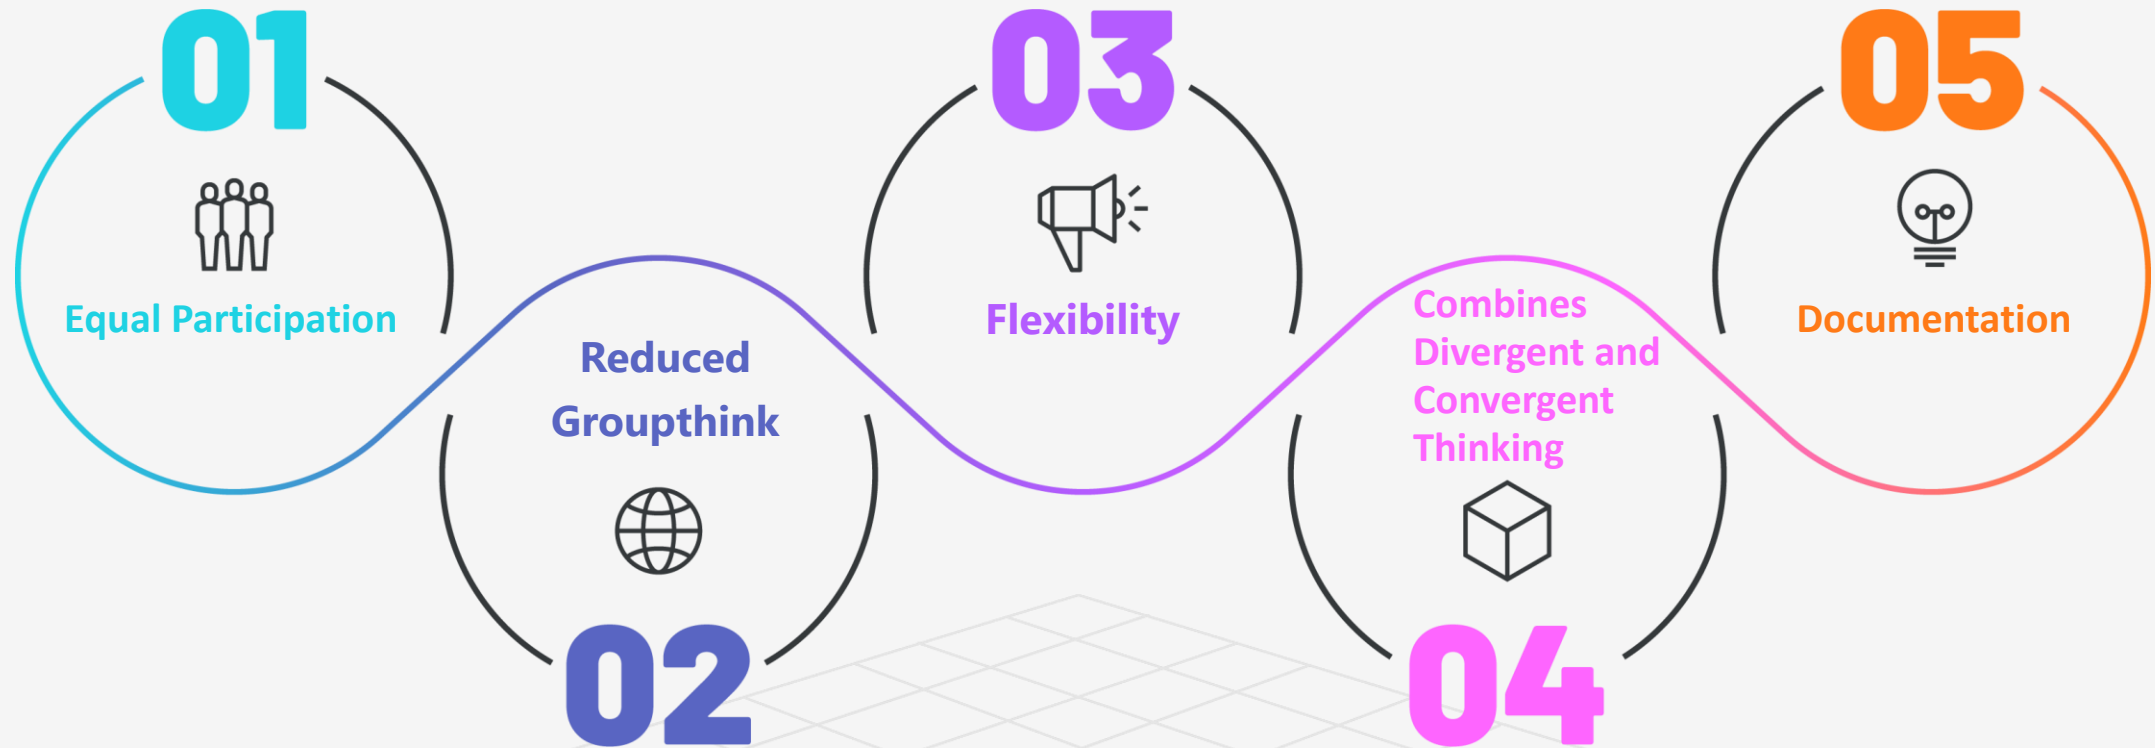 01
Equal Participation
Reduced
Groupthink
02
03
Flexibility
Combines
Divergent and
Convergent
Thinking
04
05
Documentation